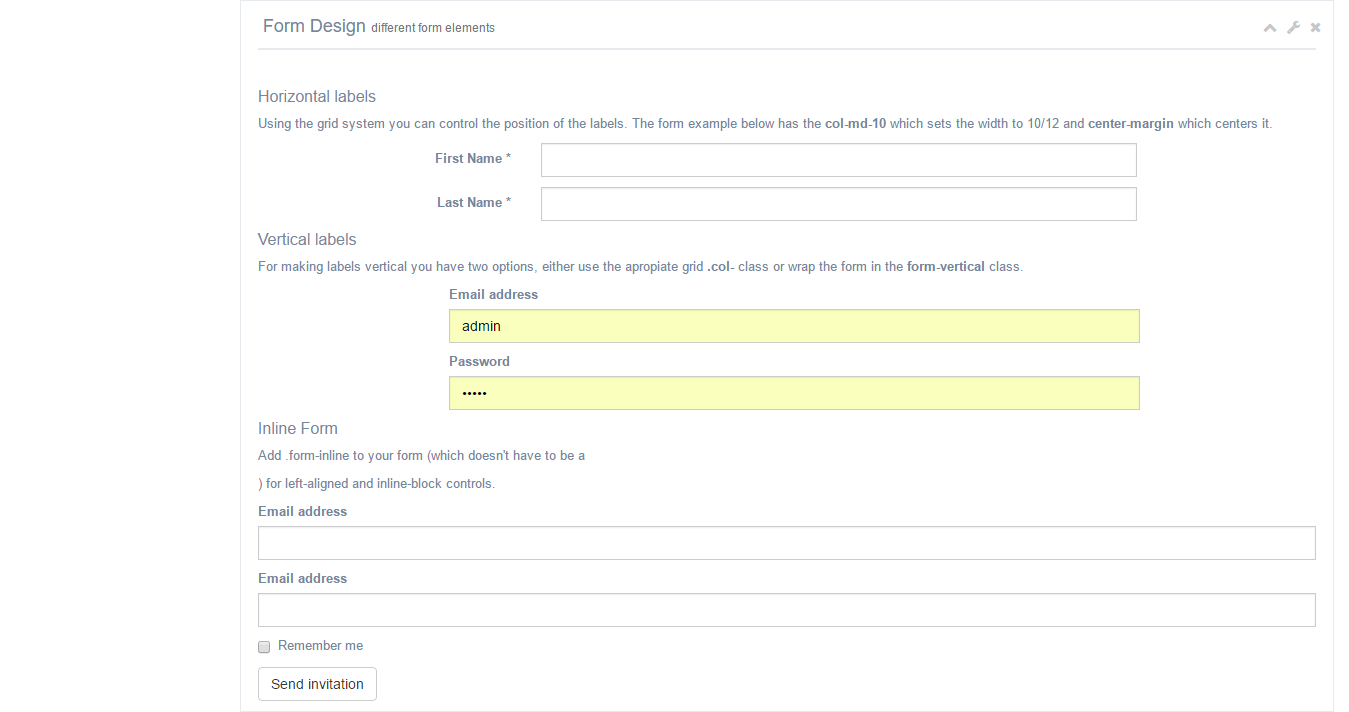 Form Design different form elements
Horizontal labels
Using the grid system you can control the position of the labels. The form example below has the col-md-10 which sets the width to 10/12 and center-margin which centers it.
First Name *
Last Name *
Vertical labels
For making labels vertical you have two options, either use the apropiate grid .col- class or wrap the form in the form-vertical class.
Email address
admin
Password
•••••
Inline Form
Add .form-inline to your form (which doesn't have to be a
) for left-aligned and inline-block controls.
Email address
Email address
Remember me
Send invitation